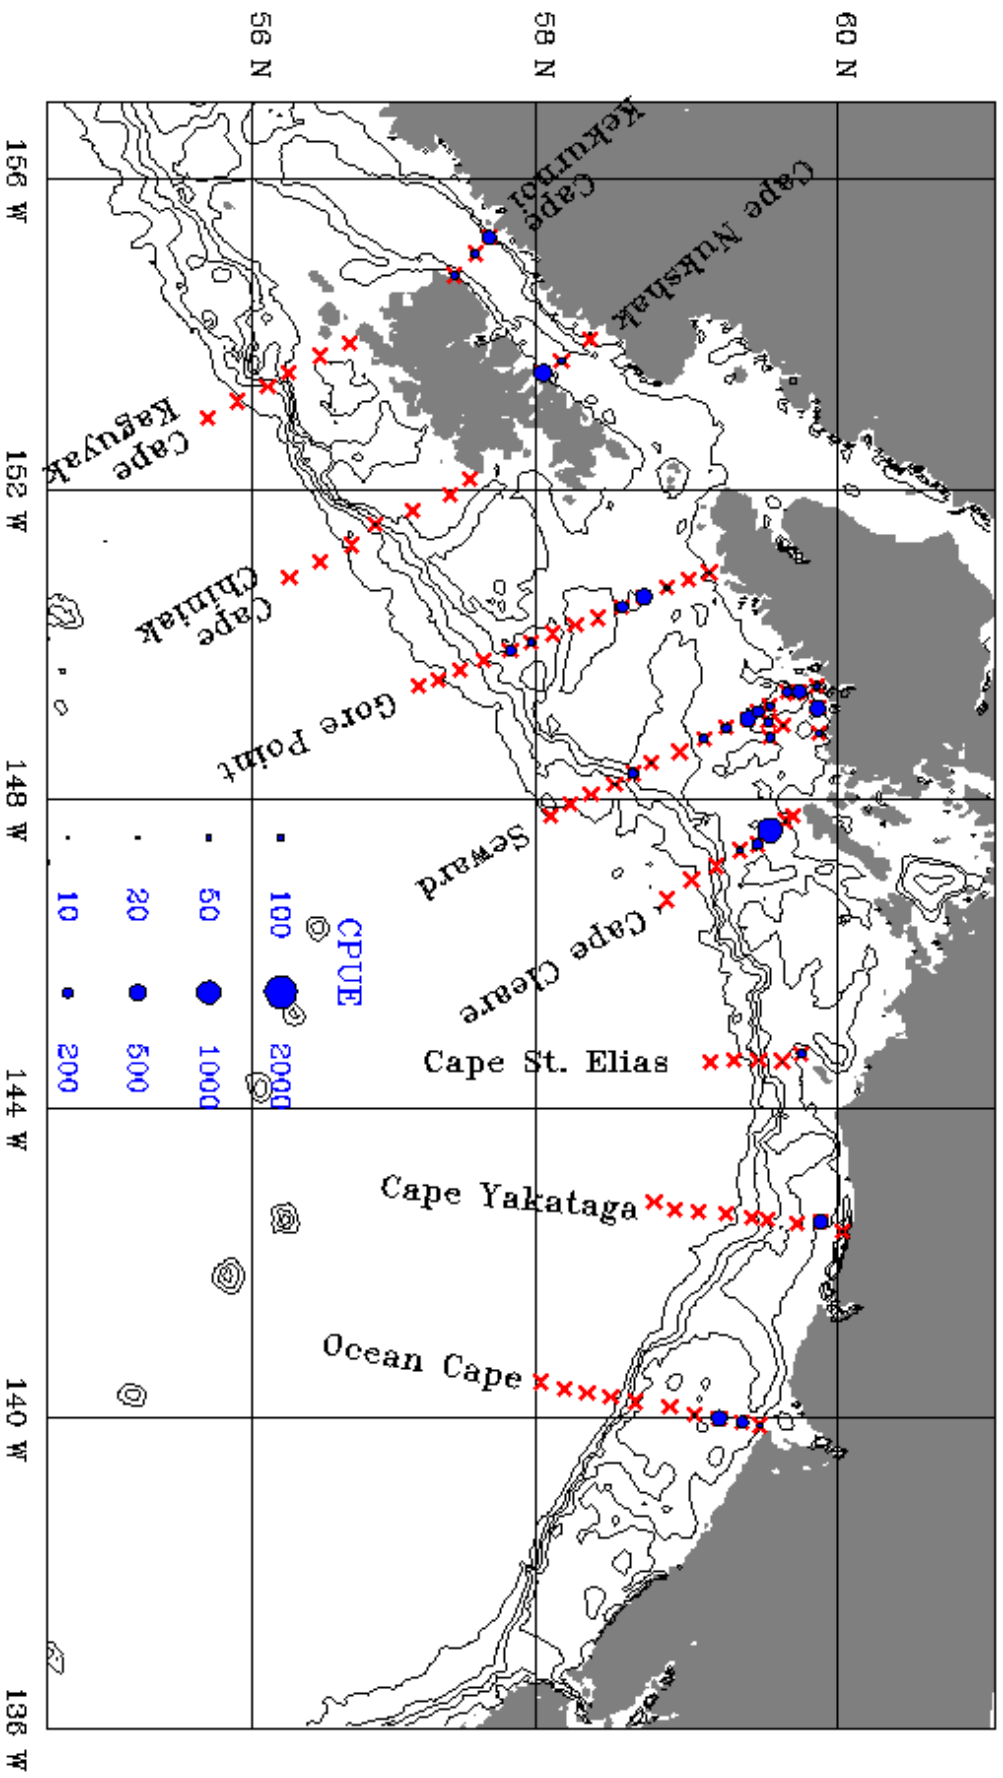 60 N
58 N
56 N
156 W
152 W
148 W
144 W
140 W
136 W
Cape
Kekurnoi
Cape Nukshak
Cape
Kaguyak
Cape
Chiniak
Gore Point
Seward
Cape Cleare
Cape St. Elias
Cape Yakataga
Ocean Cape
CPUE
10
20
50
100
200
500
1000
2000